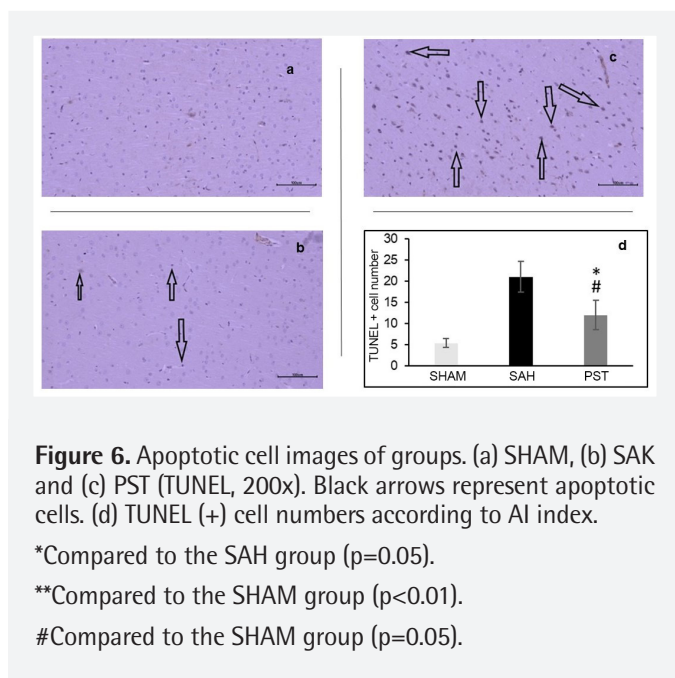 a
c
b
d
TUNEL + cell number
30
25
20
15
10
5
0
*
#
SHAM SAH PST
Figure 6. Apoptotic cell images of groups. (a) SHAM, (b) SAK
and (c) PST (TUNEL, 200x). Black arrows represent apoptotic
cells. (d) TUNEL (+) cell numbers according to AI index.
*Compared to the SAH group (p=0.05).
**Compared to the SHAM group (p<0.01).
#Compared to the SHAM group (p=0.05).